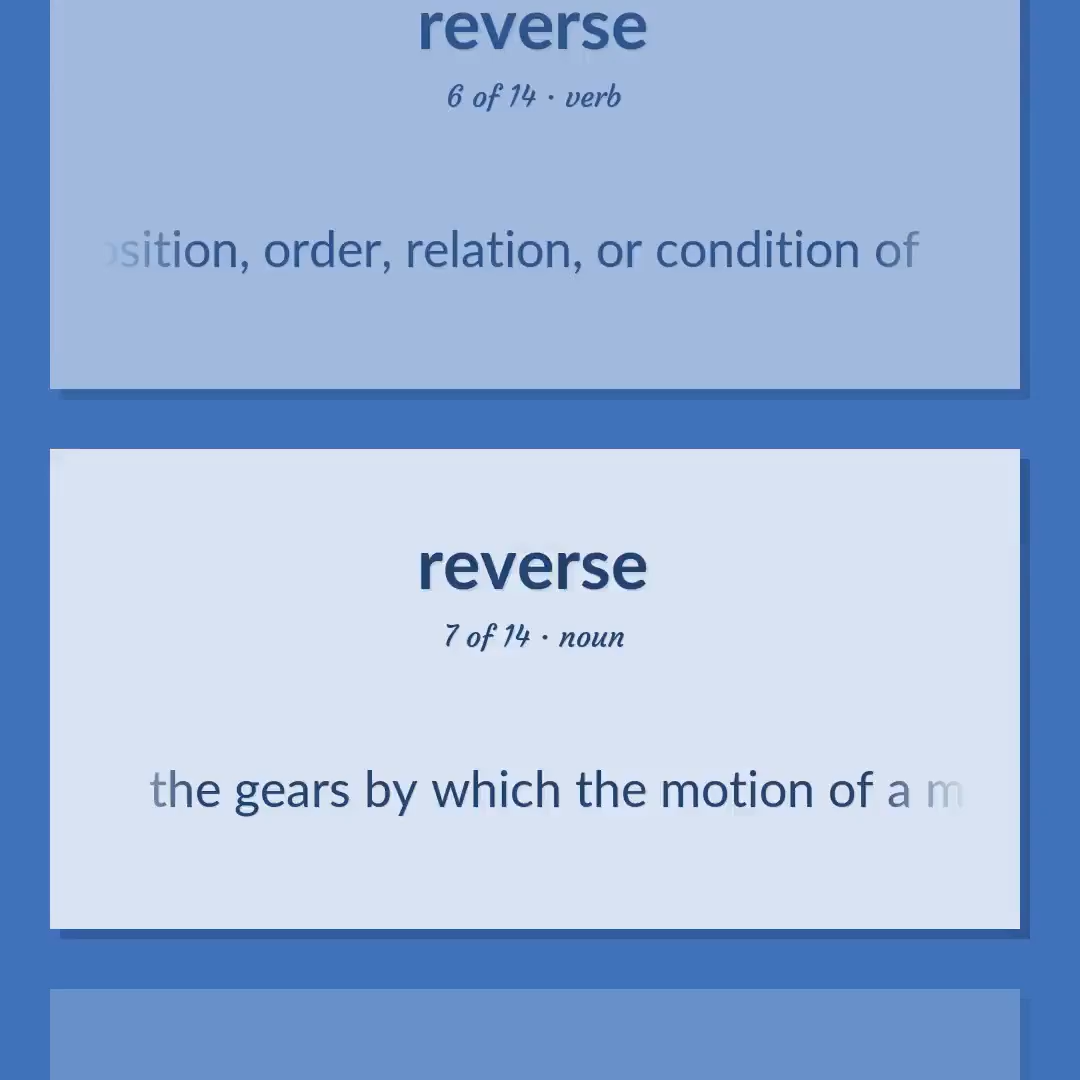 reverse
6 of 14 · verb
sition, order, relation, or condition of
reverse
7 of 14 · noun
the gears by which the motion of a m